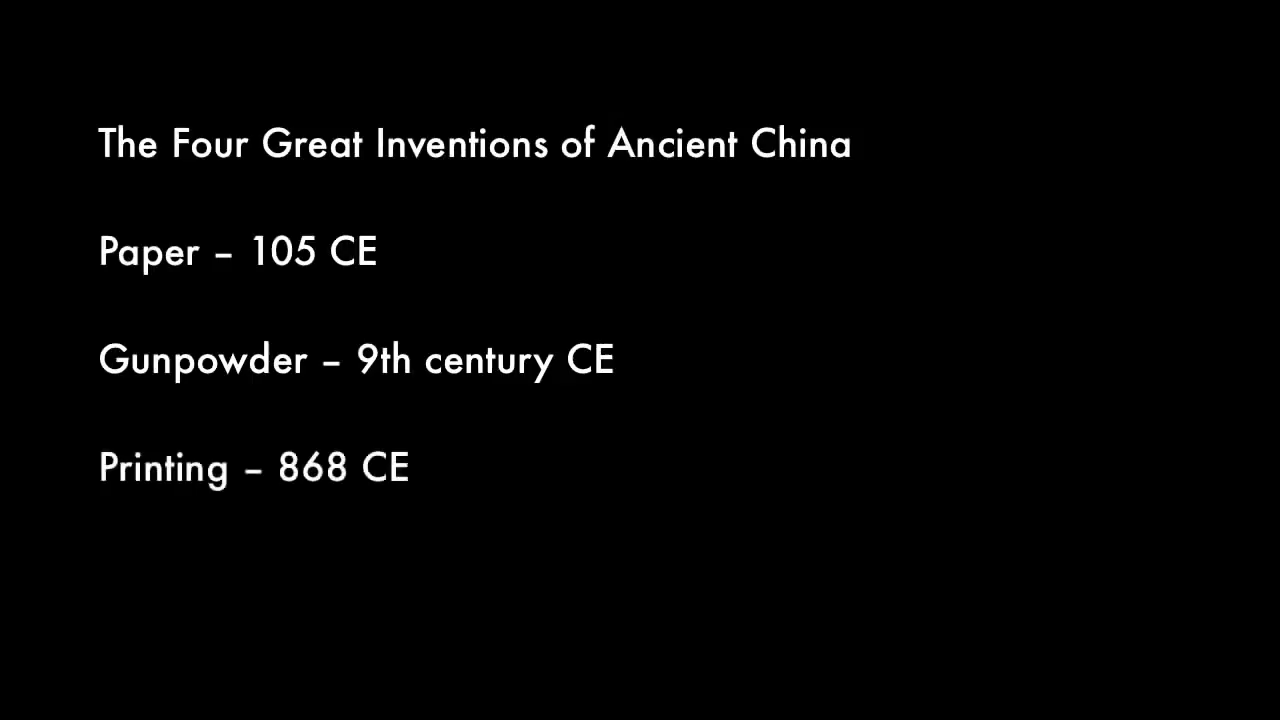 The Four Great Inventions of Ancient China
Paper – 105 CE
Gunpowder – 9th century CE
Printing – 868 CE